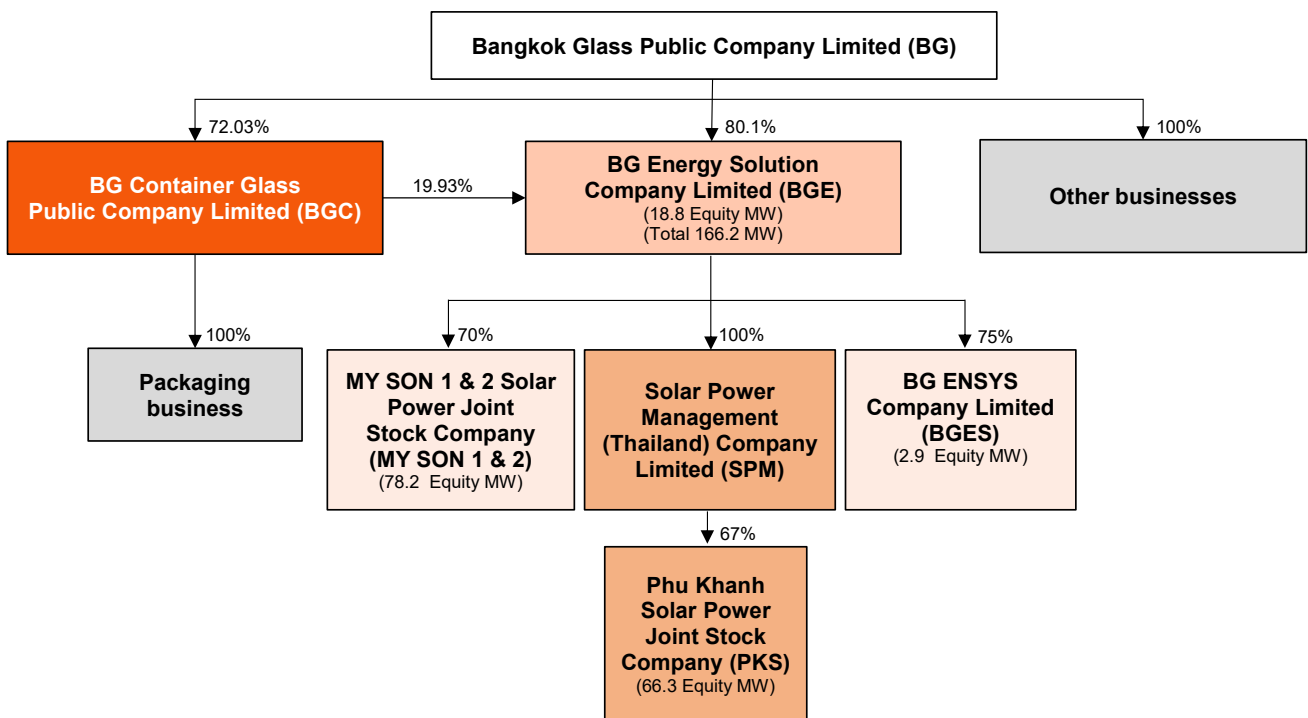 Bangkok Glass Public Company Limited (BG)
72.03%
80.1%
100%
BG Container Glass
Public Company Limited (BGC)
19.93%
BG Energy Solution
Company Limited (BGE)
(18.8 Equity MW)
(Total 166.2 MW)
Other businesses
100%
70%
100%
75%
Packaging
business
MY SON 1 & 2 Solar
Power Joint
Stock Company
(MY SON 1 & 2)
(78.2 Equity MW)
Solar Power
Management
(Thailand) Company
Limited (SPM)
BG ENSYS
Company Limited
(BGES)
(2.9 Equity MW)
67%
Phu Khanh
Solar Power
Joint Stock
Company (PKS)
(66.3 Equity MW)